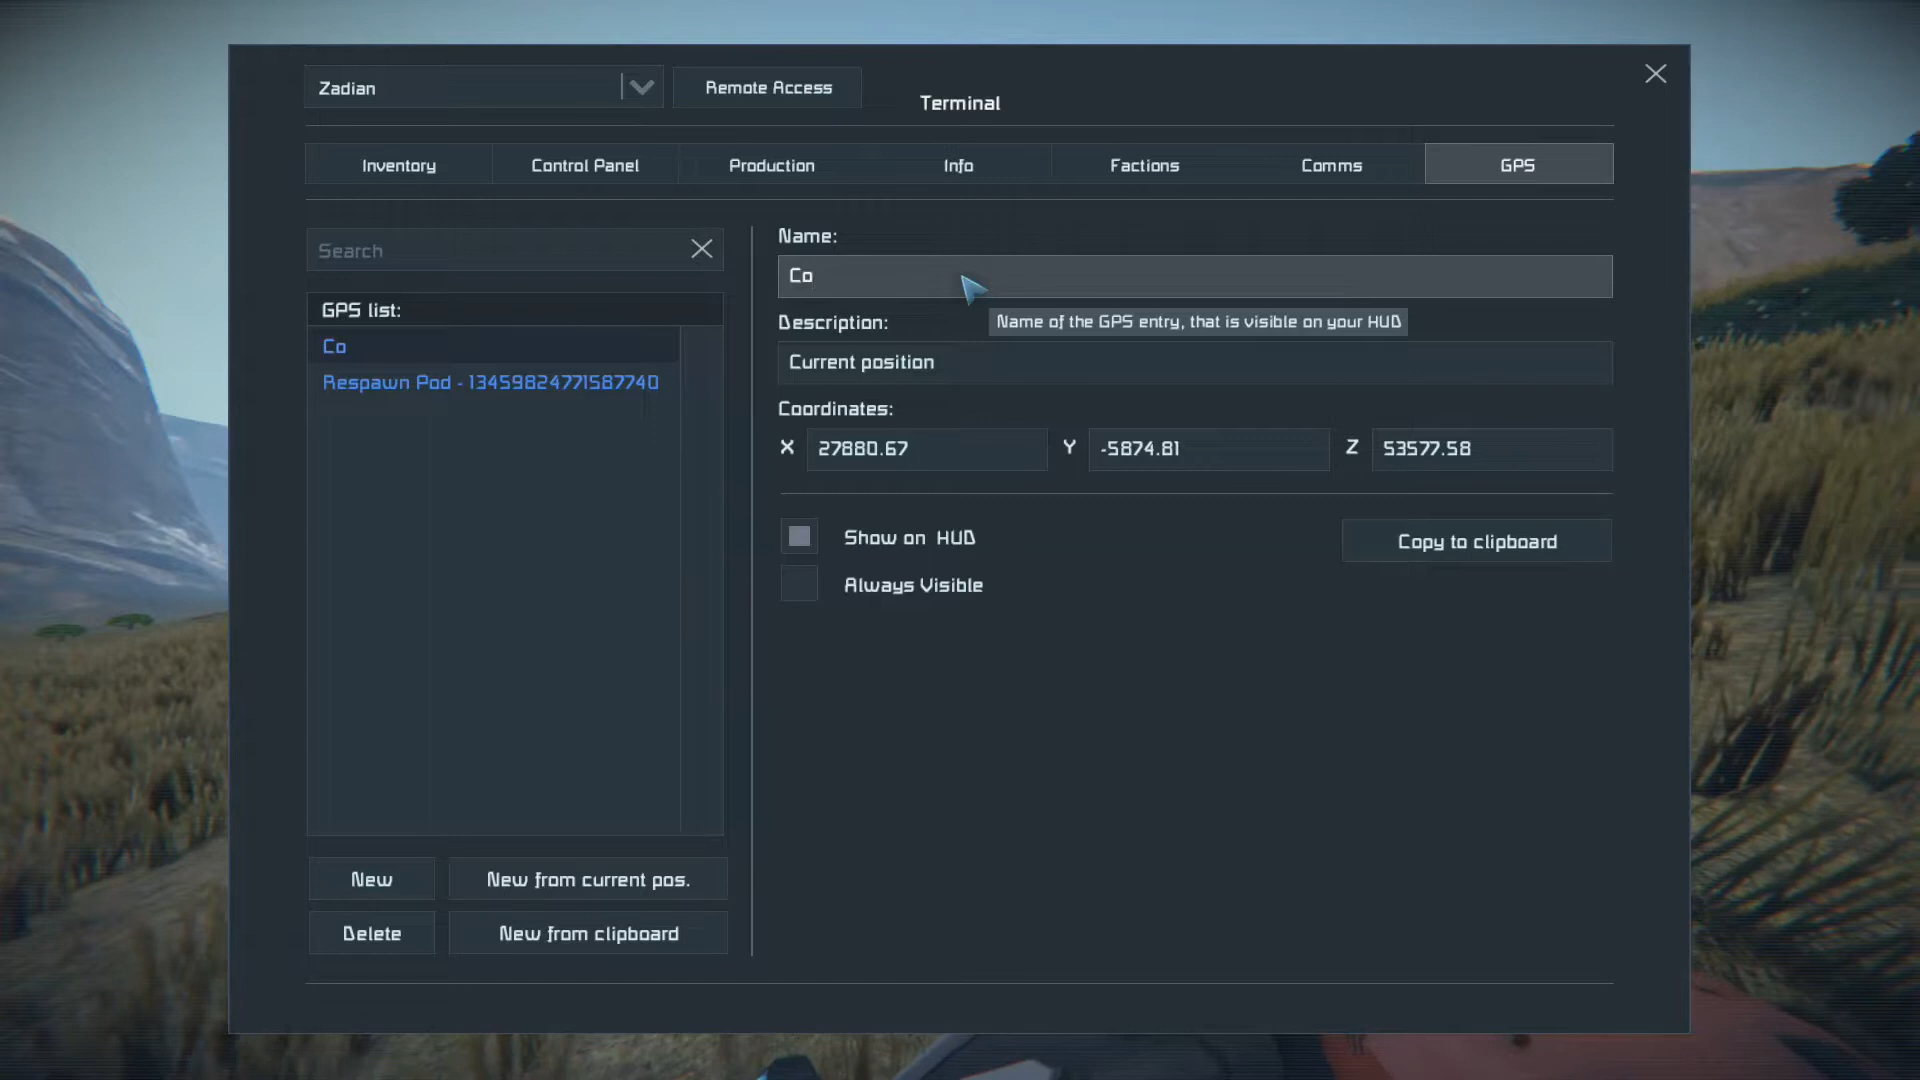 Zadian
Remote Access
Terminal
Inventory
Control Panel
Production
Info
Factions
Comms
GPS
Search
GPS list:
Co
Respawn Pod - 134598247715877740
New
New from current pos.
Delete
New from clipboard
Name:
Co
Name of the GPS entry, that is visible on your HUD
Description:
Current position
Coordinates:
X 27880.67 Y -5874.81 Z 53577.58
Show on HUD
Copy to clipboard
Always Visible